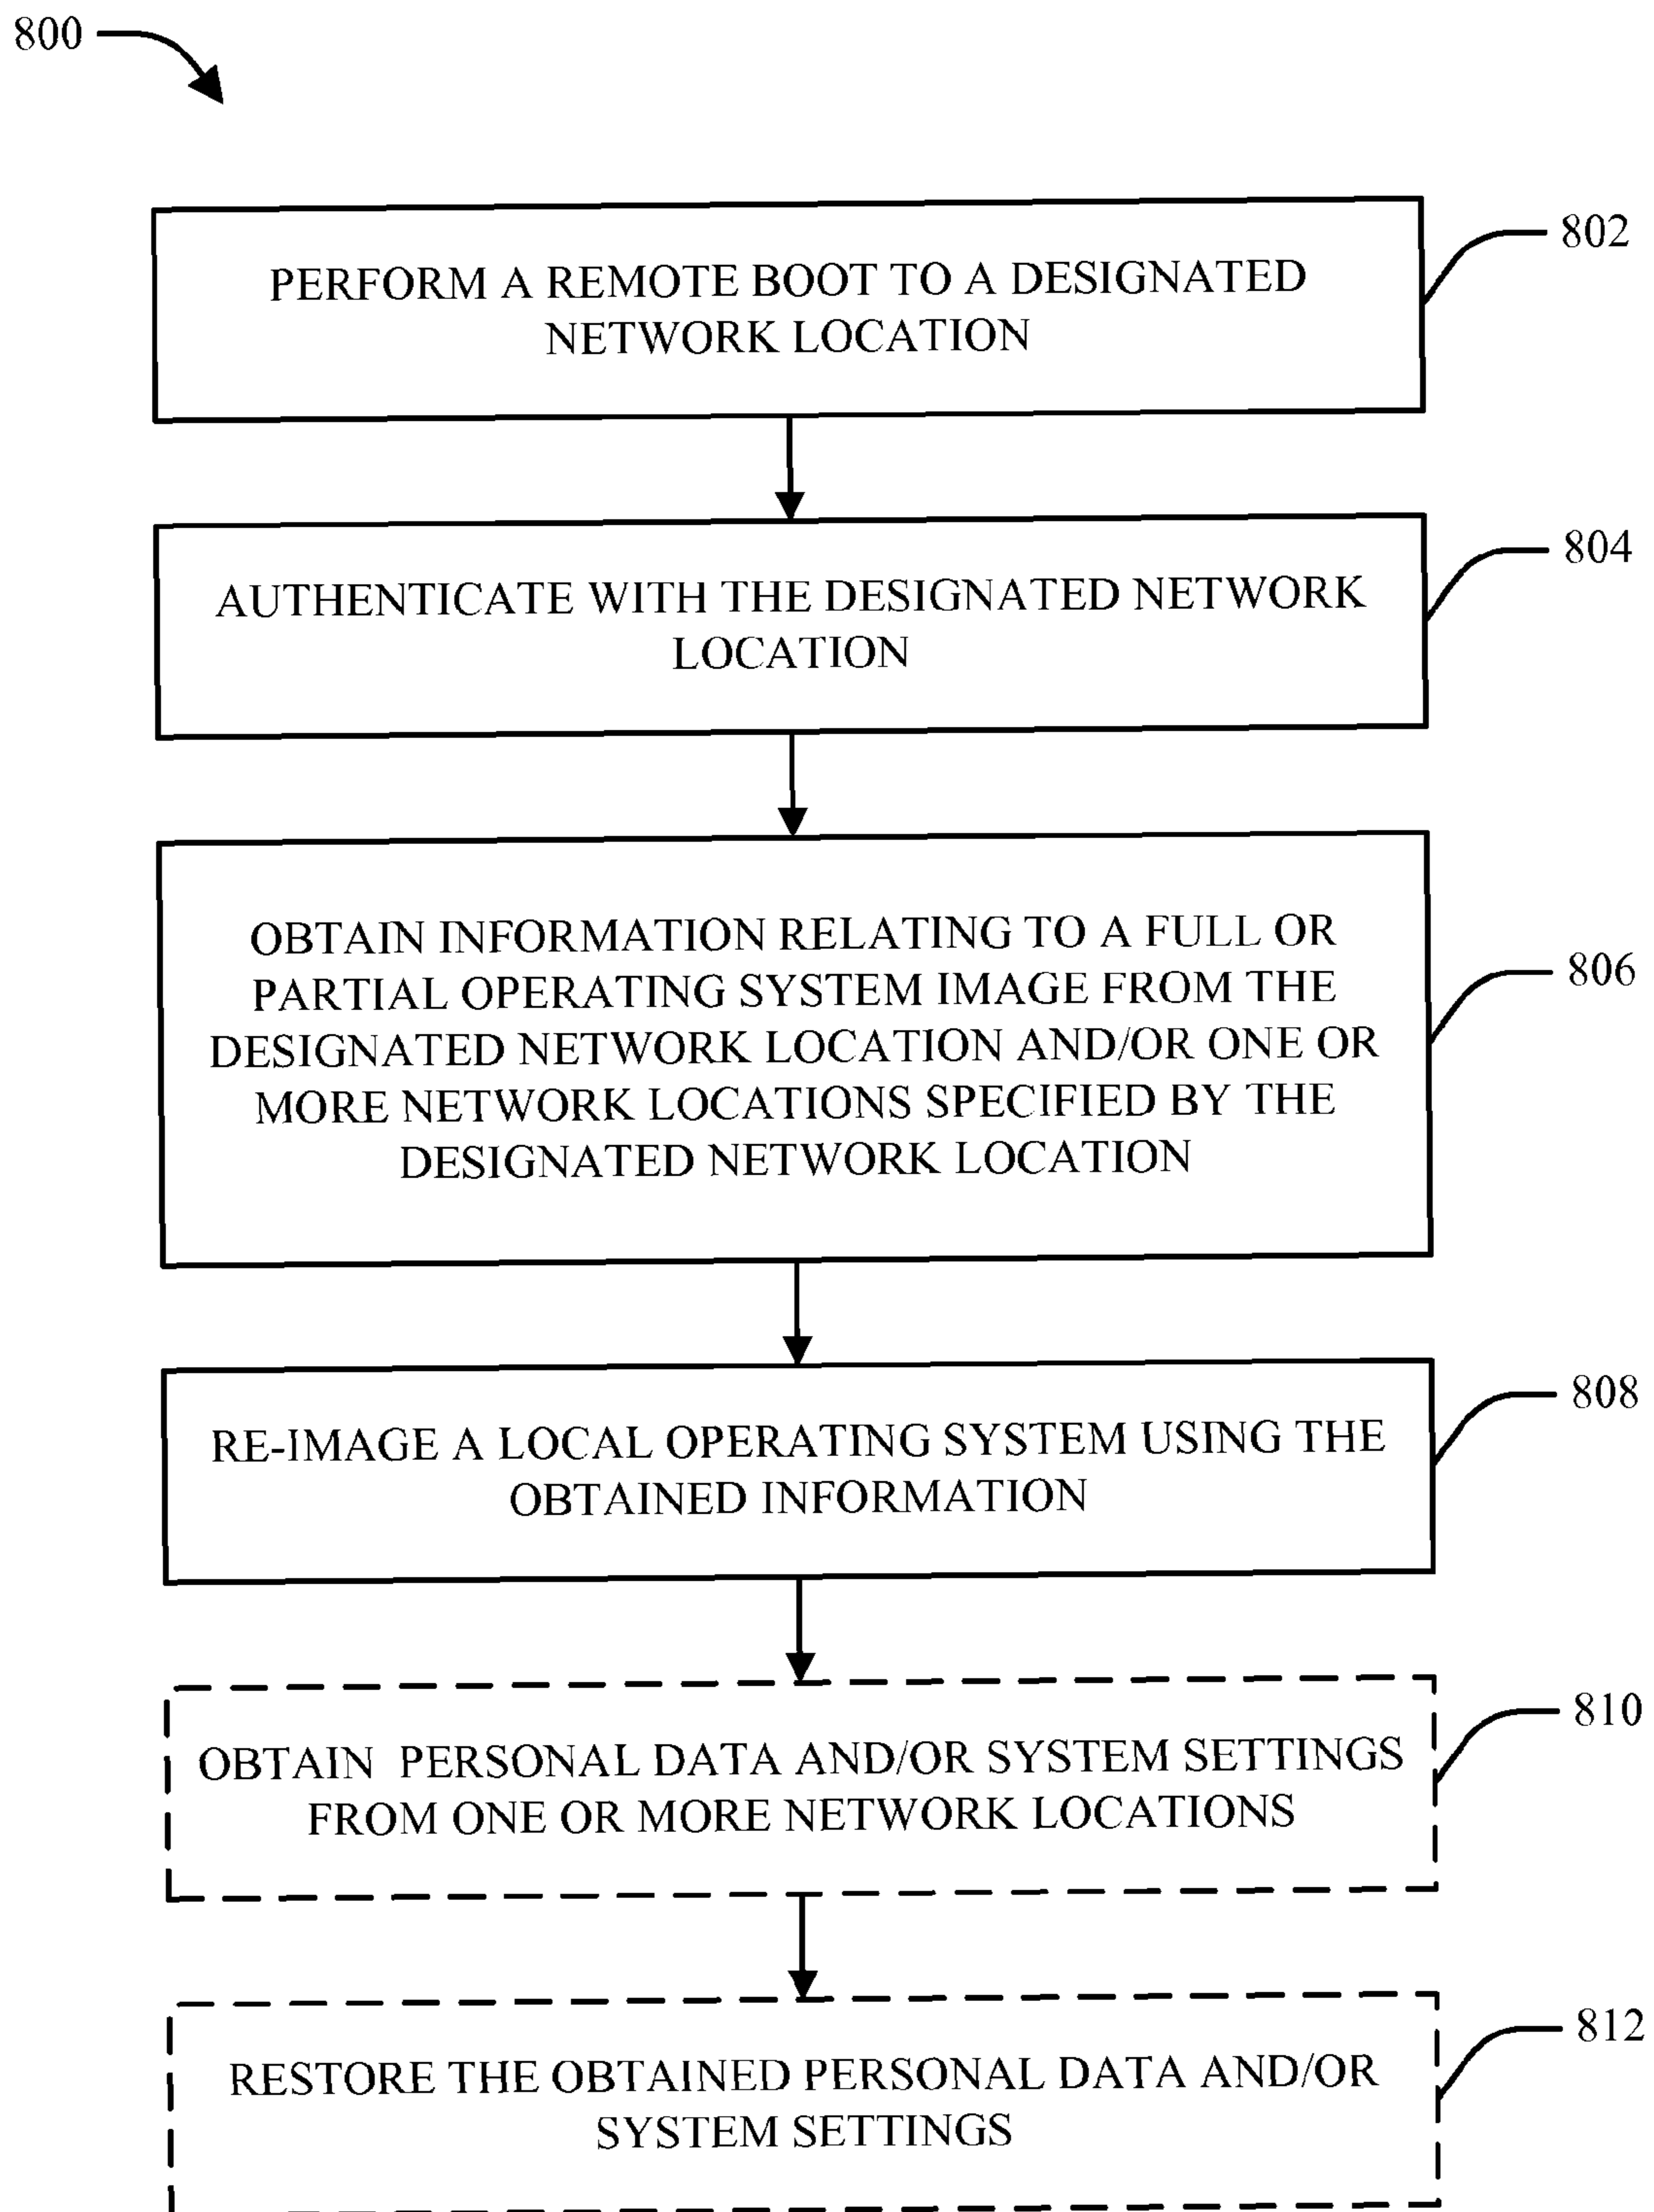 800
PERFORM A REMOTE BOOT TO A DESIGNATED
NETWORK LOCATION
802
AUTHENTICATE WITH THE DESIGNATED NETWORK
LOCATION
804
OBTAIN INFORMATION RELATING TO A FULL OR
PARTIAL OPERATING SYSTEM IMAGE FROM THE
DESIGNATED NETWORK LOCATION AND/OR ONE OR
MORE NETWORK LOCATIONS SPECIFIED BY THE
DESIGNATED NETWORK LOCATION
806
RE-IMAGE A LOCAL OPERATING SYSTEM USING THE
OBTAINED INFORMATION
808
OBTAIN PERSONAL DATA AND/OR SYSTEM SETTINGS
FROM ONE OR MORE NETWORK LOCATIONS
810
RESTORE THE OBTAINED PERSONAL DATA AND/OR
SYSTEM SETTINGS
812